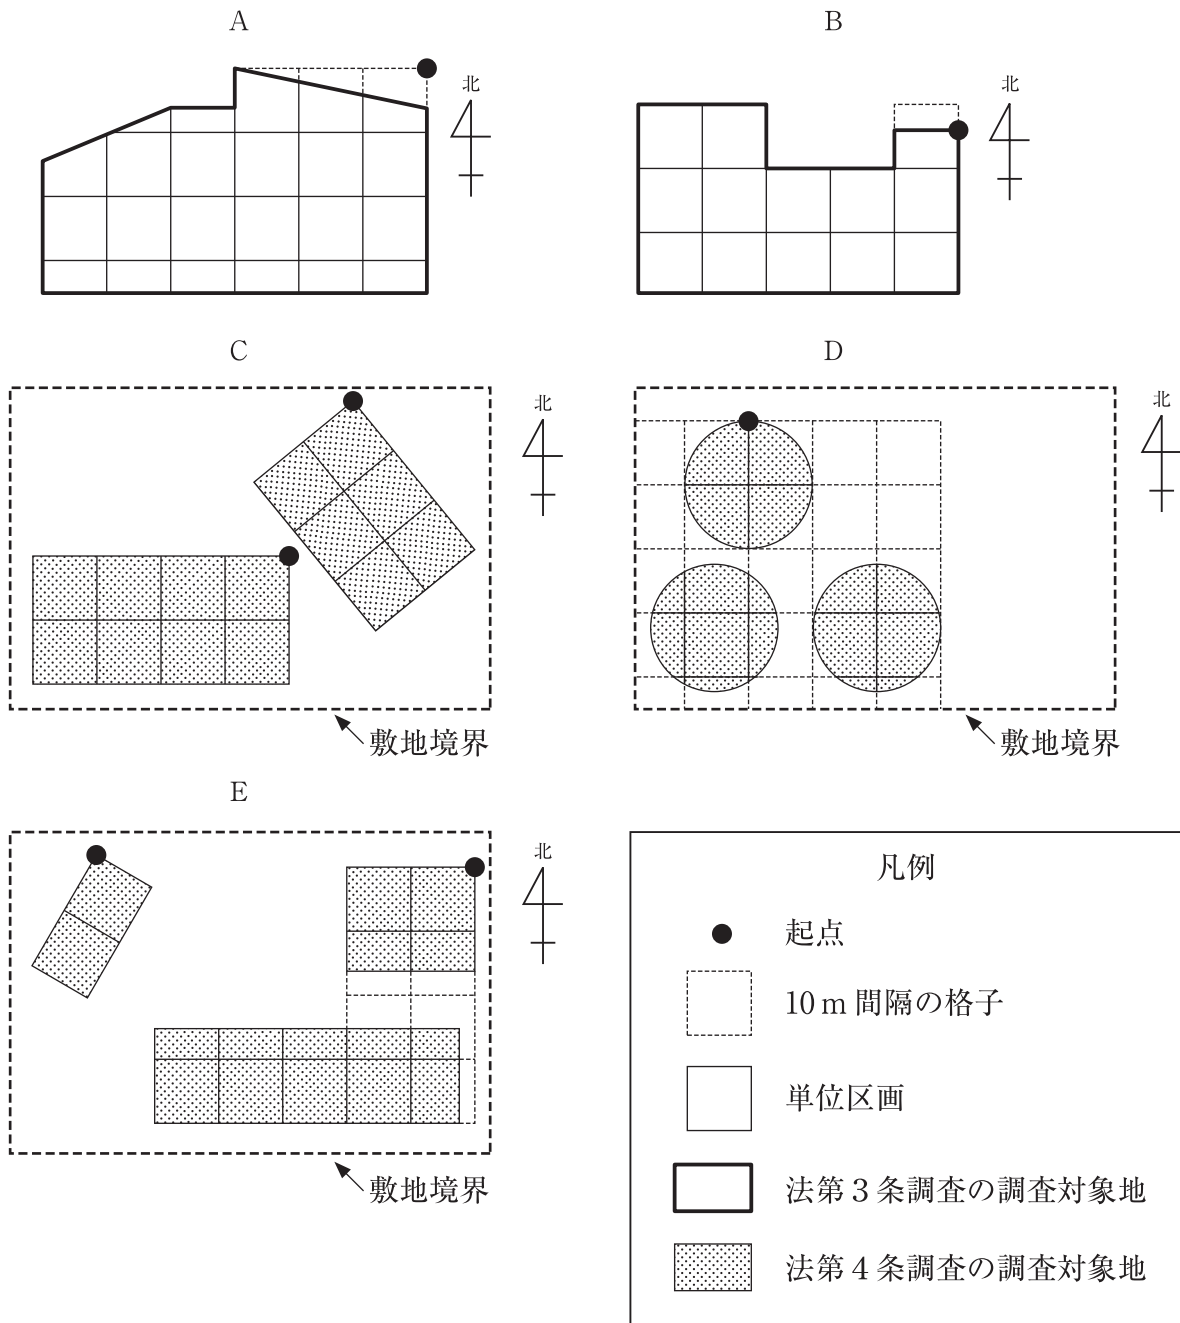 A
北
B
北
C
北
敷地境界
D
北
敷地境界
E
北
敷地境界
凡例
起点
10 m 間隔の格子
単位区画
法第 3 条調査の調査対象地
法第 4 条調査の調査対象地